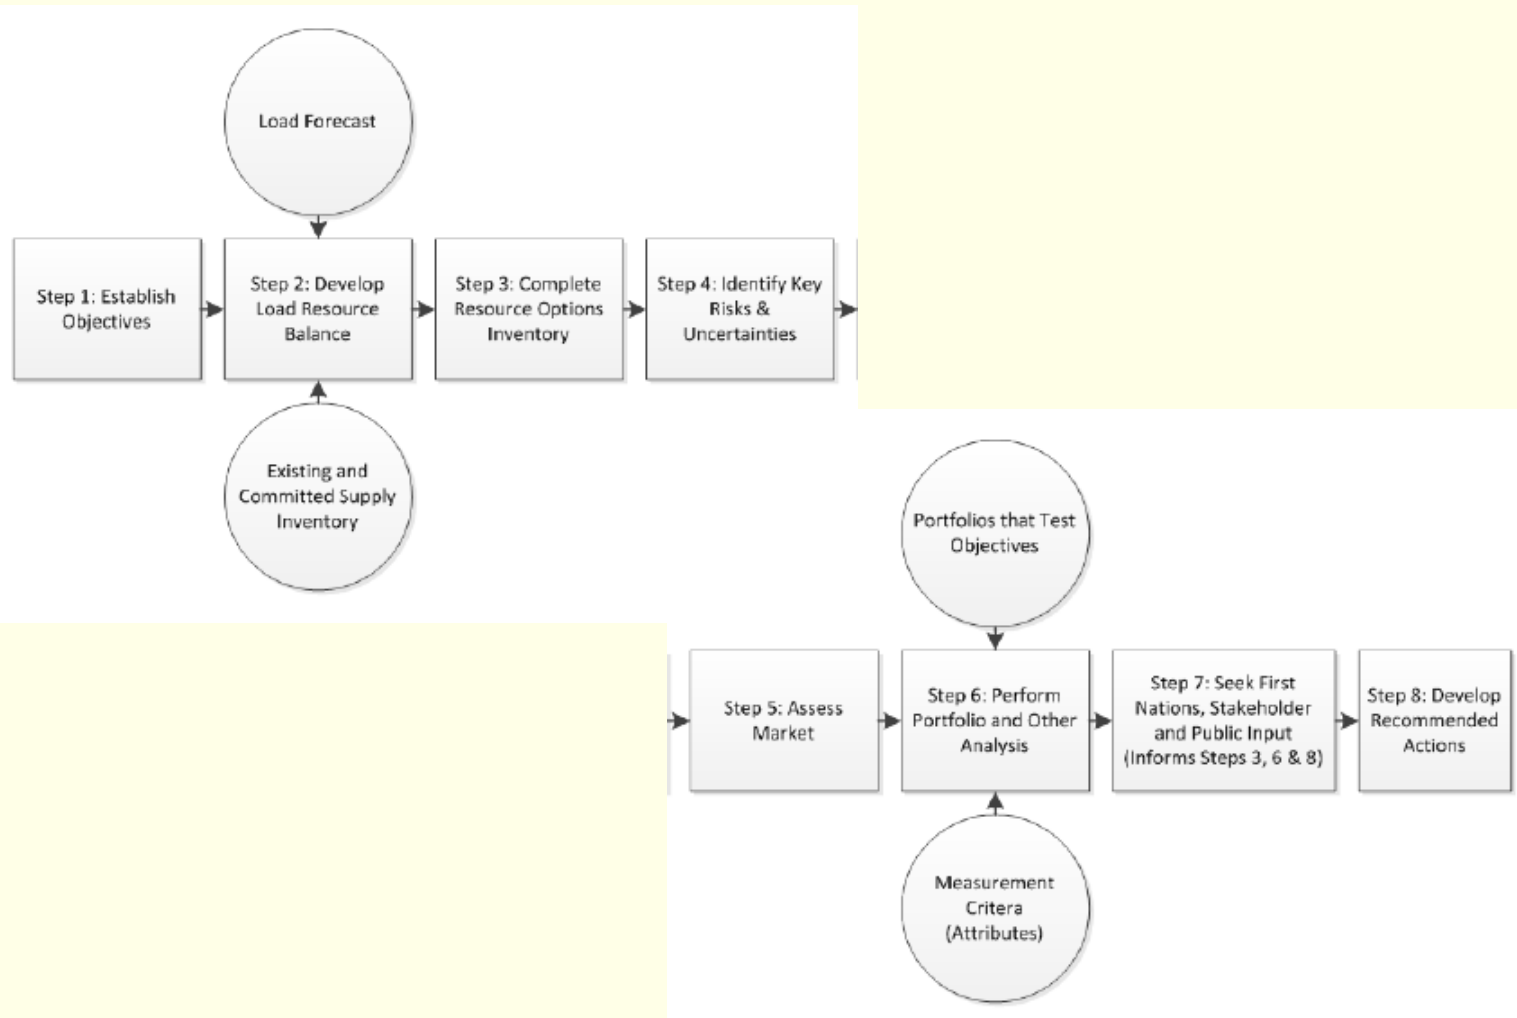 Load Forecast
Step 1: Establish
Objectives
Step 2: Develop
Load Resource
Balance
Step 3: Complete
Resource Options
Inventory
Step 4: Identify Key
Risks &
Uncertainties
Existing and
Committed Supply
Inventory
Portfolios that Test
Objectives
Step 5: Assess
Market
Step 6: Perform
Portfolio and Other
Analysis
Step 7: Seek First
Nations, Stakeholder
and Public Input
(Informs Steps 3, 6 & 8)
Step 8: Develop
Recommended
Actions
Measurement
Critera
(Attributes)